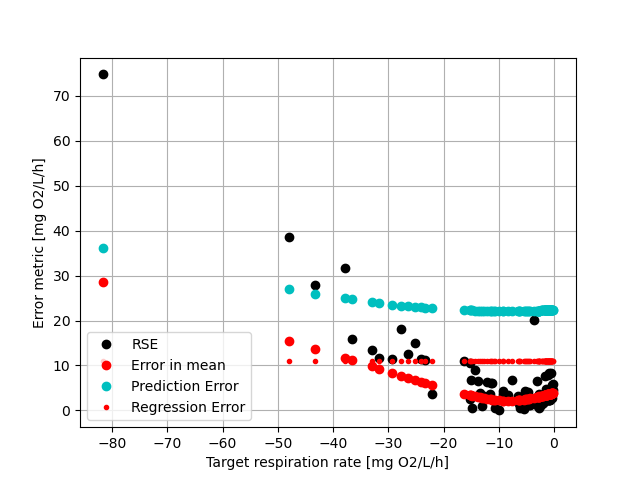 70
60
50
40
30
20
10
0
Error metric [mg O2/L/h]
RSE
Error in mean
Prediction Error
Regression Error
−80 −70 −60 −50 −40 −30 −20 −10 0
Target respiration rate [mg O2/L/h]